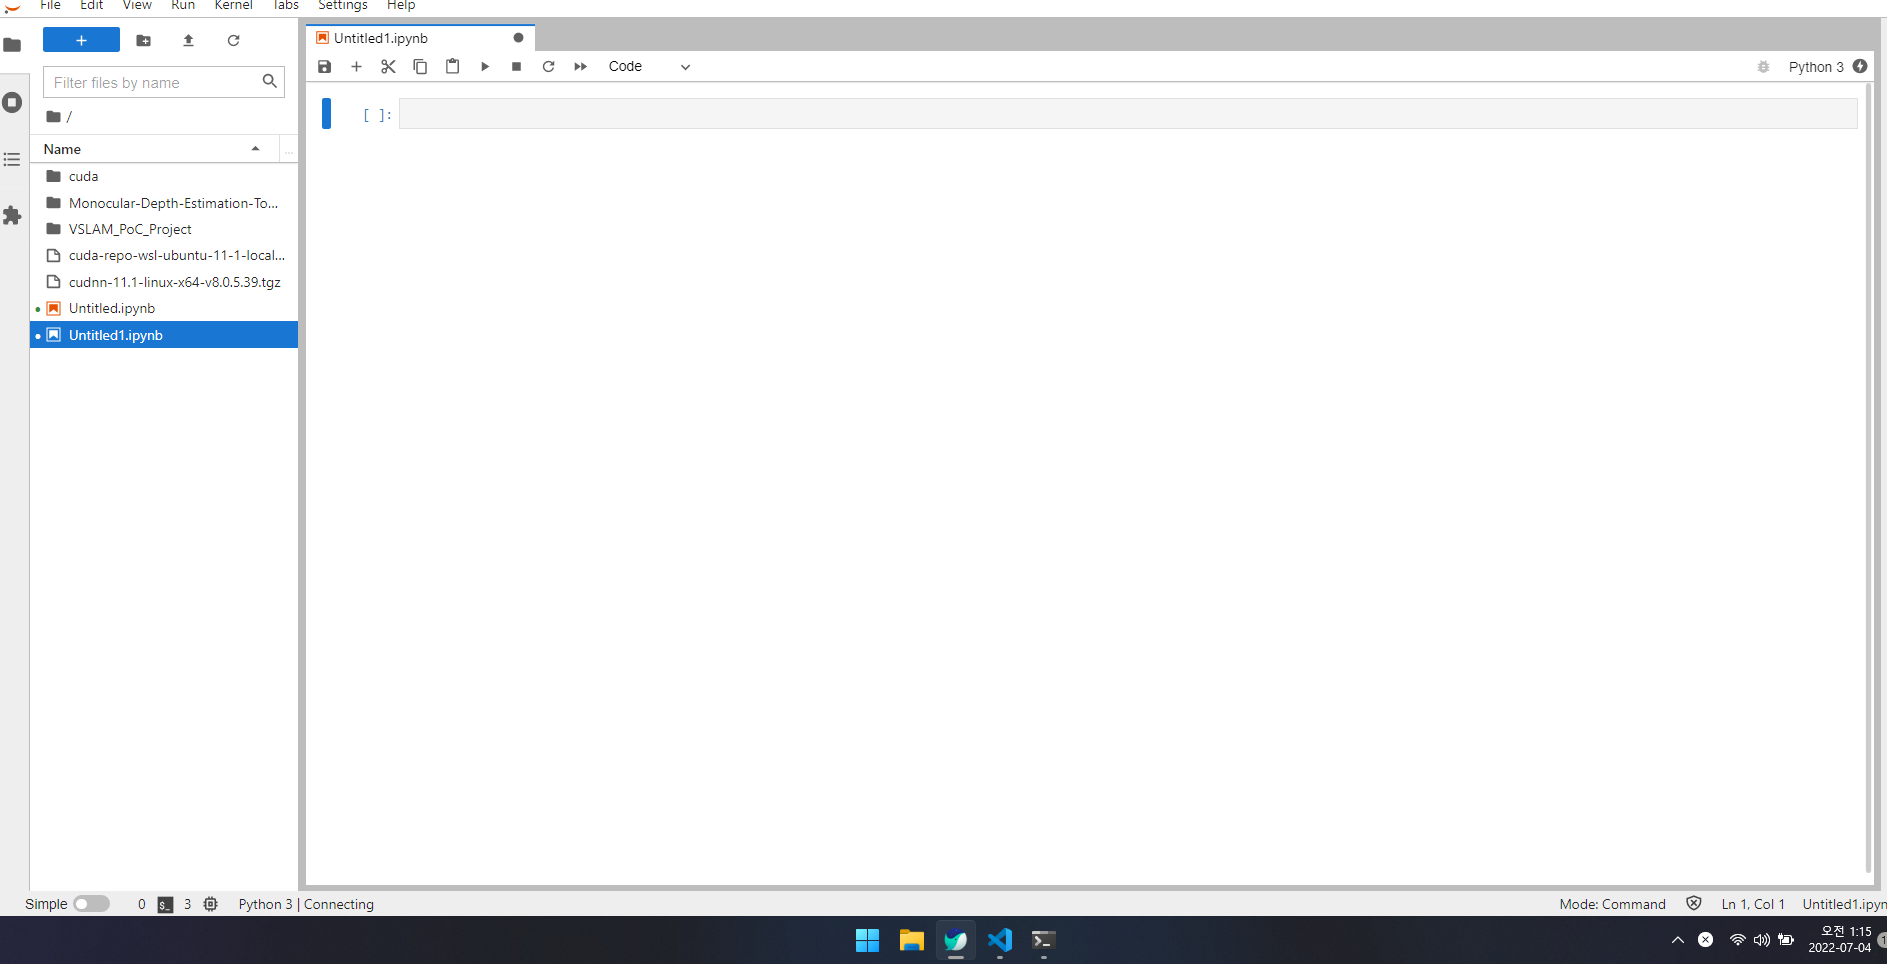 File Edit View Run Kernel Tabs Settings Help
+
Filter files by name
/
Name
...
cuda
Monocular-Depth-Estimation-To...
VSLAM_PoC_Project
cuda-repo-wsl-ubuntu-11-1-local...
cudnn-11.1-linux-x64-v8.0.5.39.tgz
Untitled.ipynb
Untitled1.ipynb
Untitled1.ipynb
Code
Python 3
[ ]:
Simple 0 $_ 3 Python 3 | Connecting
Mode: Command Ln 1, Col 1 Untitled1.ipyn
오전 1:15
2022-07-04
1